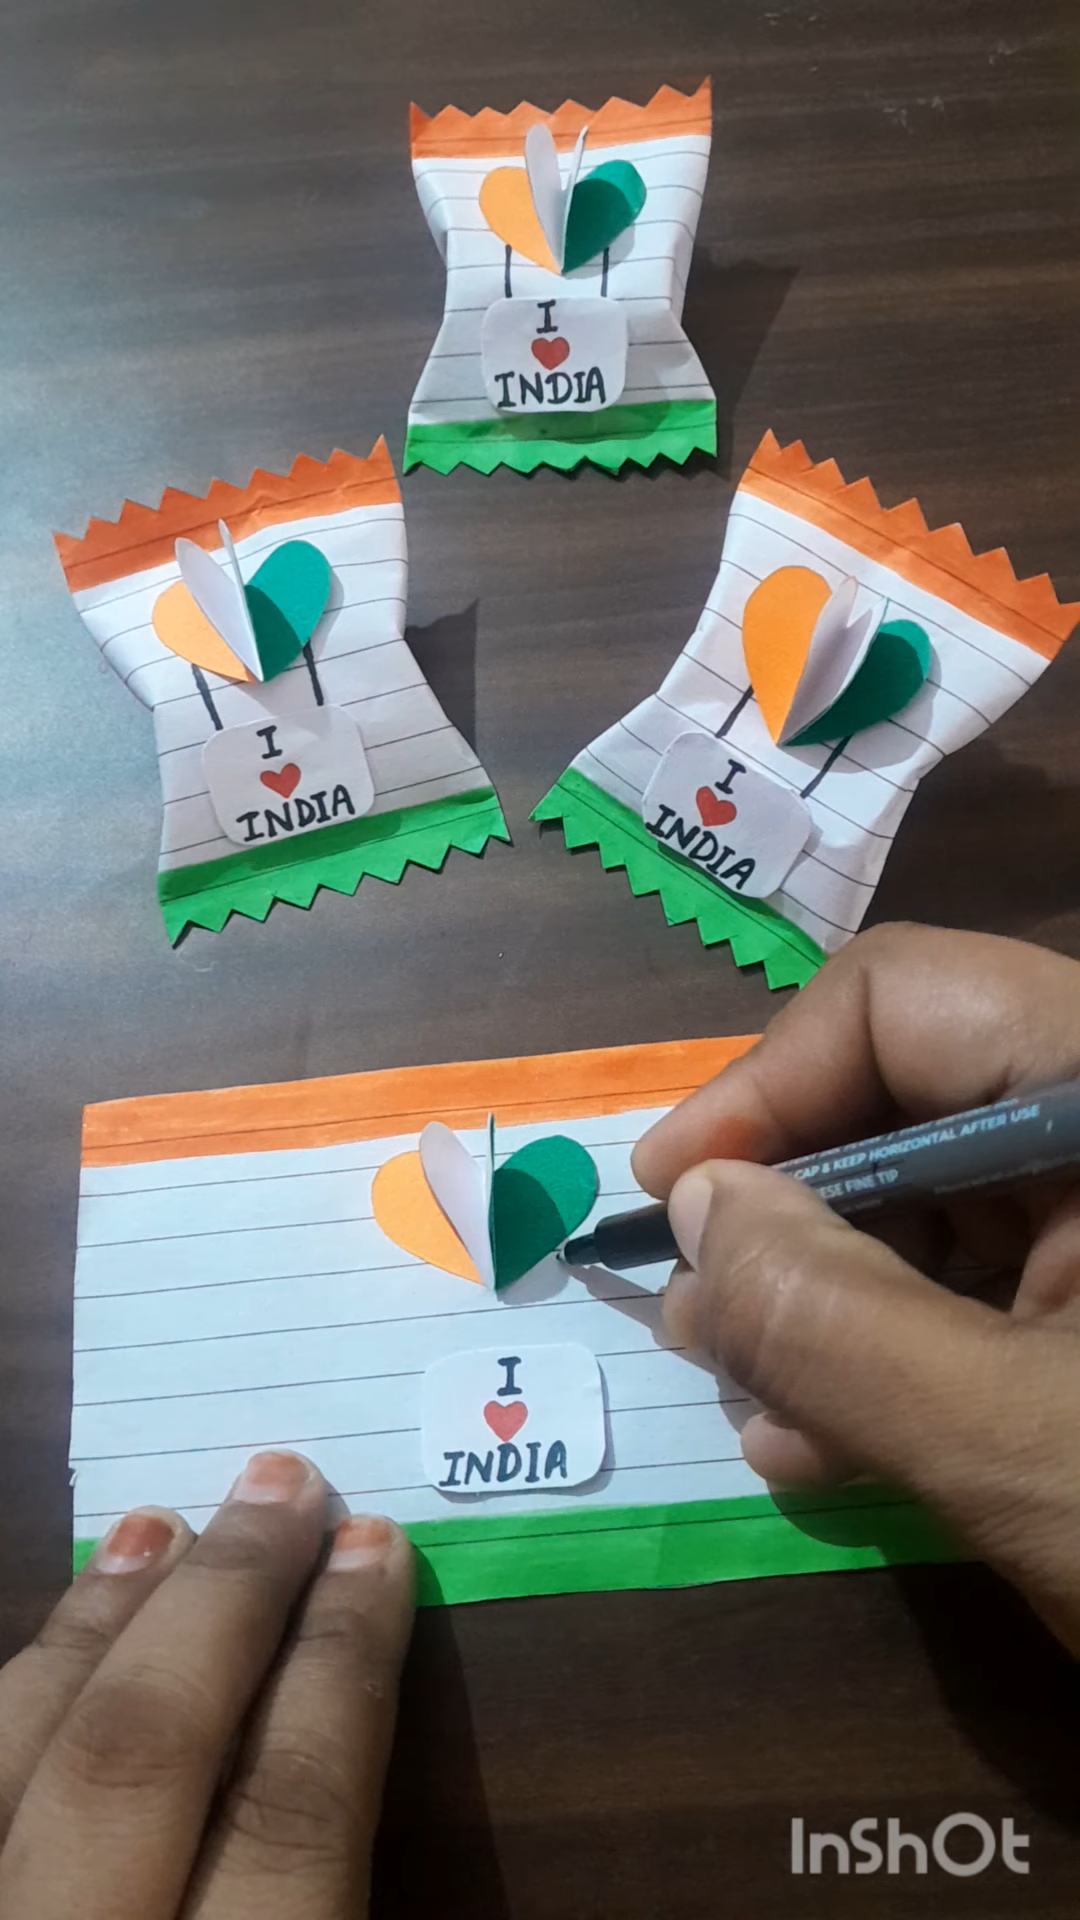 I
INDIA
I
INDIA
I
INDIA
CAP & KEEP HORIZONTAL AFTER USE
FINE TIP
I
INDIA
InShOt